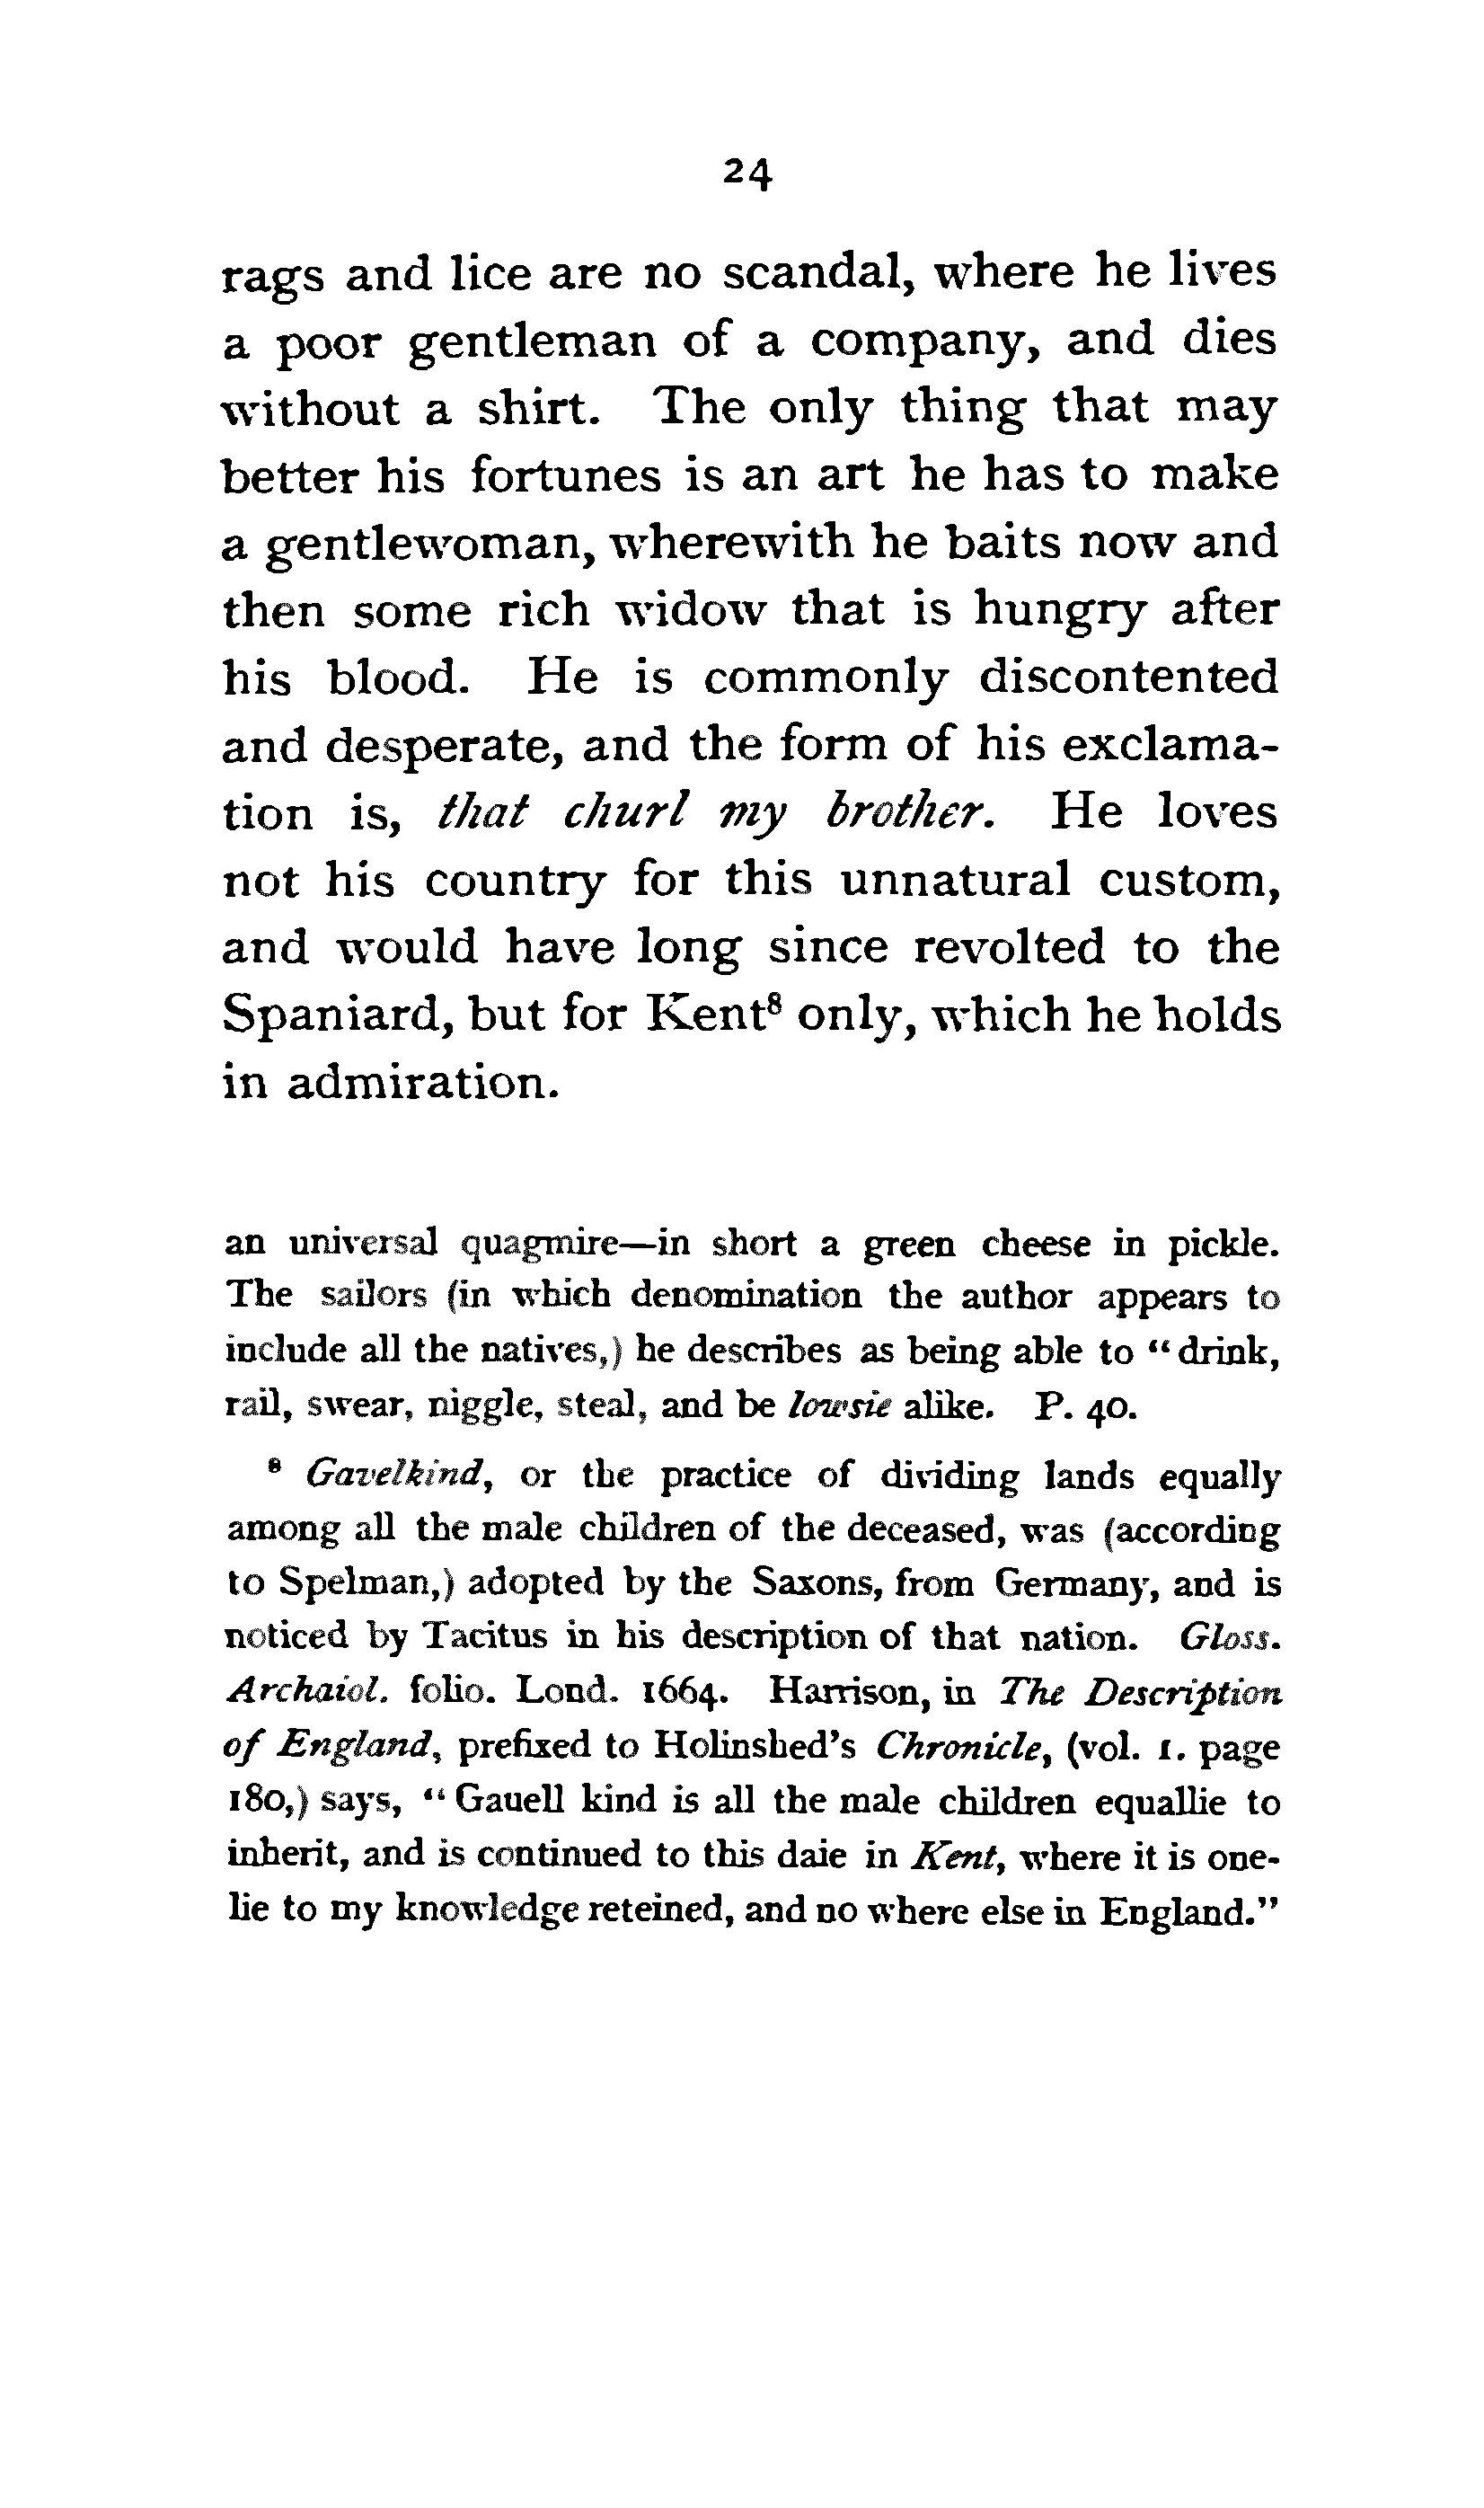 24
rags and lice are no scandal, where he lives
a poor gentleman of a company, and dies
without a shirt. The only thing that may
better his fortunes is an art he has to make
a gentlewoman, wherewith he baits now and
then some rich widow that is hungry after
his blood. He is commonly discontented
and desperate, and the form of his exclama-
tion is, that churl my brother. He loves
not his country for this unnatural custom,
and would have long since revolted to the
Spaniard, but for Kent⁸ only, which he holds
in admiration.
an universal quagmire—in short a green cheese in pickle.
The sailors (in which denomination the author appears to
include all the natives,) he describes as being able to “drink,
rail, swear, niggle, steal, and be lowsie alike. P. 40.
⁸ Gavelkind, or the practice of dividing lands equally
among all the male children of the deceased, was (according
to Spelman,) adopted by the Saxons, from Germany, and is
noticed by Tacitus in his description of that nation. Gloss.
Archaiol. folio. Lond. 1664. Harrison, in The Description
of England, prefixed to Holinshed's Chronicle, (vol. 1. page
180,) says, “Gauell kind is all the male children equallie to
inherit, and is continued to this daie in Kent, where it is one-
lie to my knowledge reteined, and no where else in England.”